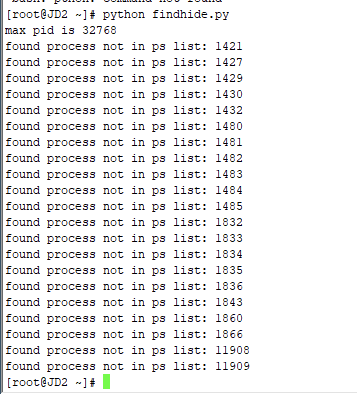 [root@JD2 ~]# python findhide.py
max pid is 32768
found process not in ps list: 1421
found process not in ps list: 1427
found process not in ps list: 1429
found process not in ps list: 1430
found process not in ps list: 1432
found process not in ps list: 1480
found process not in ps list: 1481
found process not in ps list: 1482
found process not in ps list: 1483
found process not in ps list: 1484
found process not in ps list: 1485
found process not in ps list: 1832
found process not in ps list: 1833
found process not in ps list: 1834
found process not in ps list: 1835
found process not in ps list: 1836
found process not in ps list: 1843
found process not in ps list: 1860
found process not in ps list: 1866
found process not in ps list: 11908
found process not in ps list: 11909
[root@JD2 ~]#